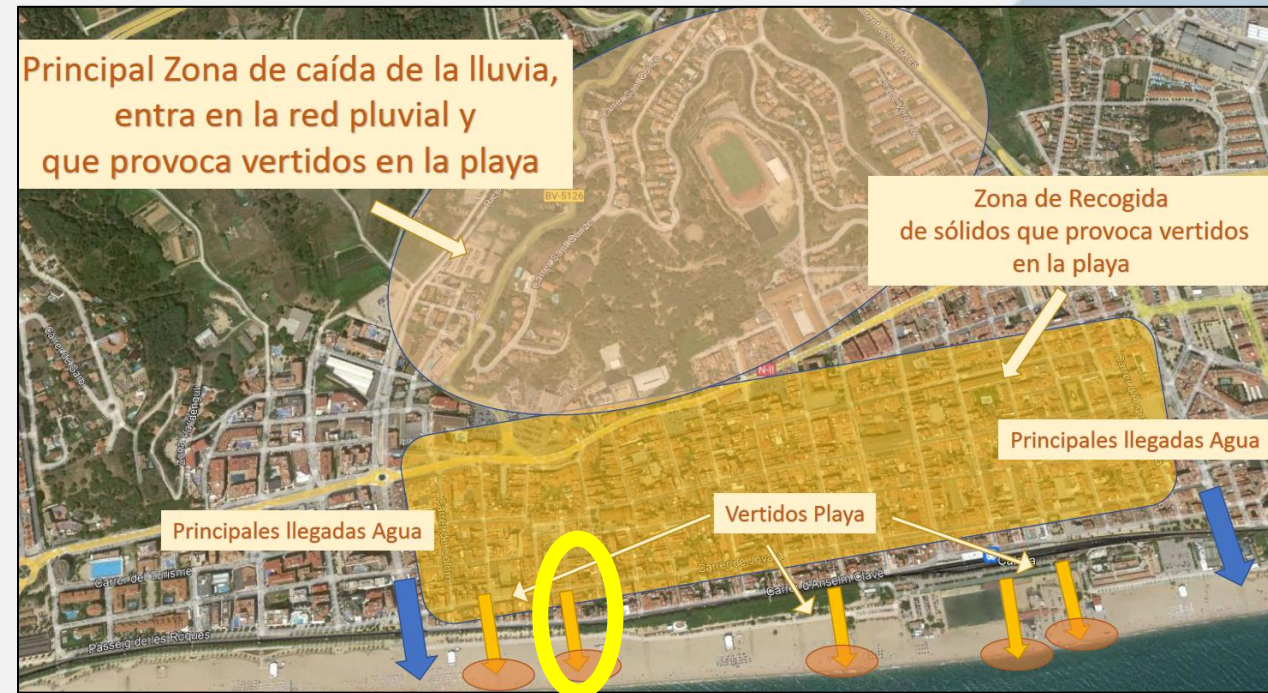 Principal Zona de caída de la lluvia,
entra en la red pluvial y
que provoca vertidos en la playa
BV-5126
Zona de Recogida
de sólidos que provoca vertidos
en la playa
N-II
Principales llegadas Agua
Principales llegadas Agua
Vertidos Playa
Carrer del Turisme
Carrer d'Anselm Clavé
Passeig de les Roques